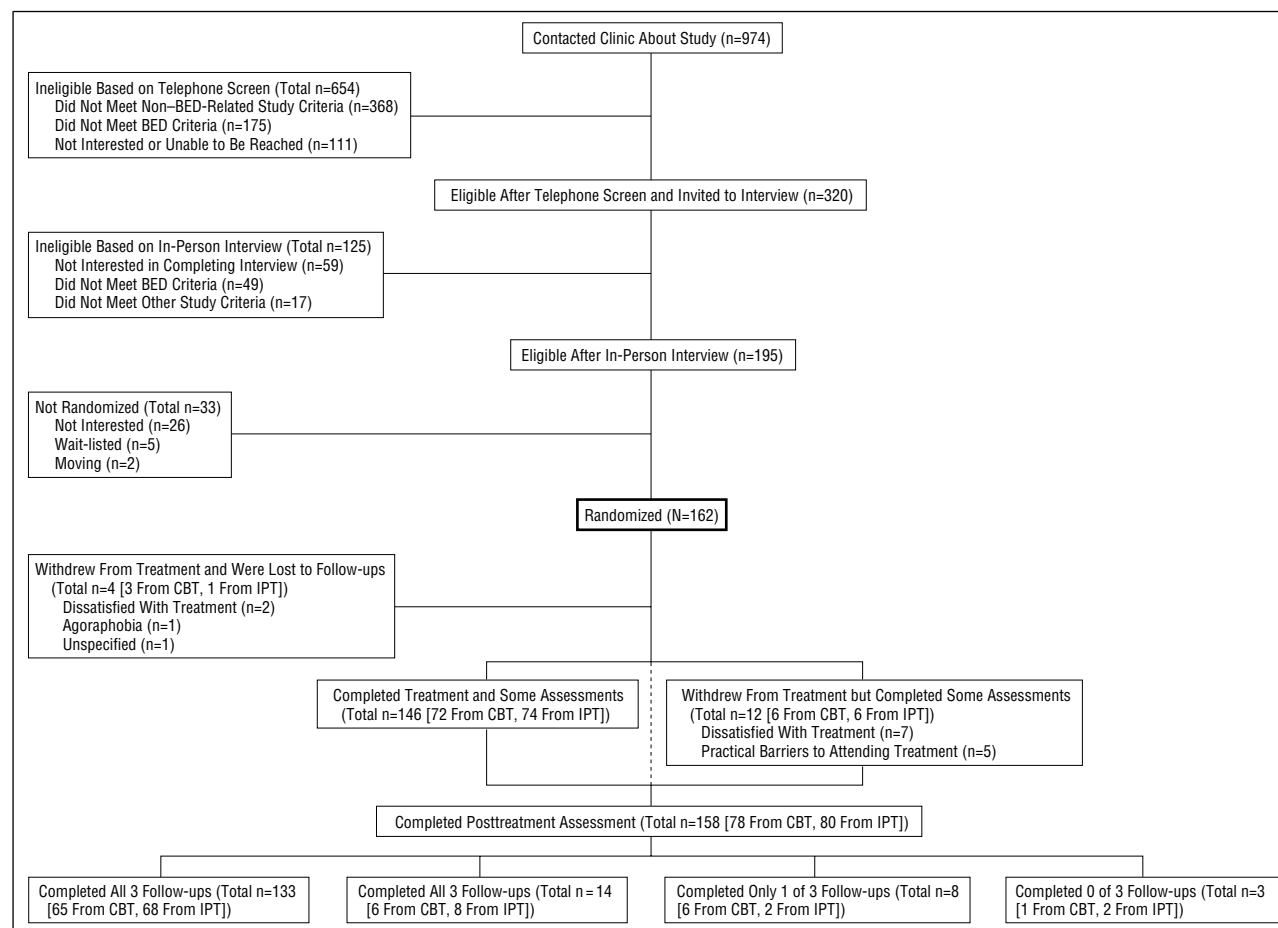 Contacted Clinic About Study (n=974)
Ineligible Based on Telephone Screen (Total n=654)
Did Not Meet Non–BED-Related Study Criteria (n=368)
Did Not Meet BED Criteria (n=175)
Not Interested or Unable to Be Reached (n=111)
Eligible After Telephone Screen and Invited to Interview (n=320)
Ineligible Based on In-Person Interview (Total n=125)
Not Interested in Completing Interview (n=59)
Did Not Meet BED Criteria (n=49)
Did Not Meet Other Study Criteria (n=17)
Eligible After In-Person Interview (n=195)
Not Randomized (Total n=33)
Not Interested (n=26)
Wait-listed (n=5)
Moving (n=2)
Randomized (N=162)
Withdrew From Treatment and Were Lost to Follow-ups
(Total n=4 [3 From CBT, 1 From IPT])
Dissatisfied With Treatment (n=2)
Agoraphobia (n=1)
Unspecified (n=1)
Completed Treatment and Some Assessments
(Total n=146 [72 From CBT, 74 From IPT])
Withdrew From Treatment but Completed Some Assessments
(Total n=12 [6 From CBT, 6 From IPT])
Dissatisfied With Treatment (n=7)
Practical Barriers to Attending Treatment (n=5)
Completed Posttreatment Assessment (Total n=158 [78 From CBT, 80 From IPT])
Completed All 3 Follow-ups (Total n=133
[65 From CBT, 68 From IPT])
Completed All 3 Follow-ups (Total n = 14
[6 From CBT, 8 From IPT])
Completed Only 1 of 3 Follow-ups (Total n=8
[6 From CBT, 2 From IPT])
Completed 0 of 3 Follow-ups (Total n=3
[1 From CBT, 2 From IPT])